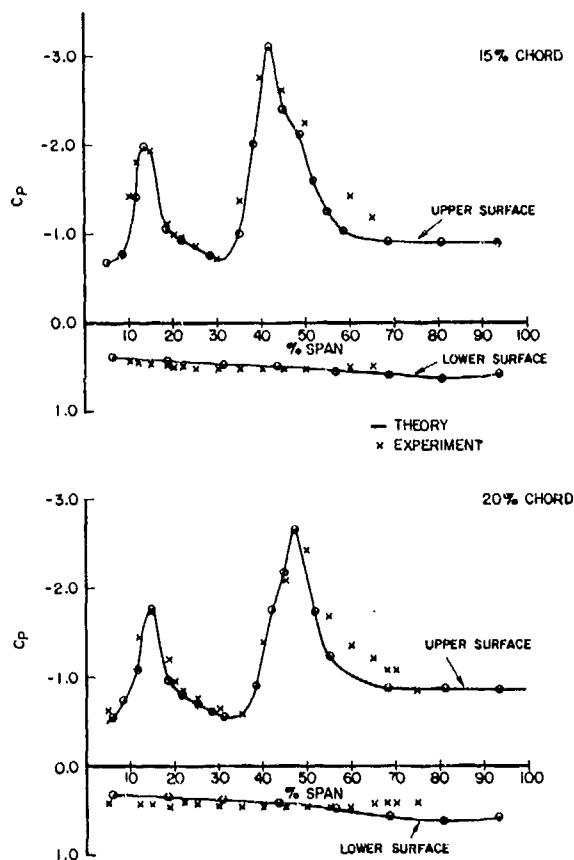 -3.0
15% CHORD
-2.0
CP
-1.0
UPPER SURFACE
0.0
10 20 30 40 50 60 70 80 90 100
% SPAN
LOWER SURFACE
1.0
— THEORY
× EXPERIMENT
-3.0
20% CHORD
-2.0
CP
-1.0
UPPER SURFACE
0.0
10 20 30 40 50 60 70 80 90 100
% SPAN
1.0
LOWER SURFACE